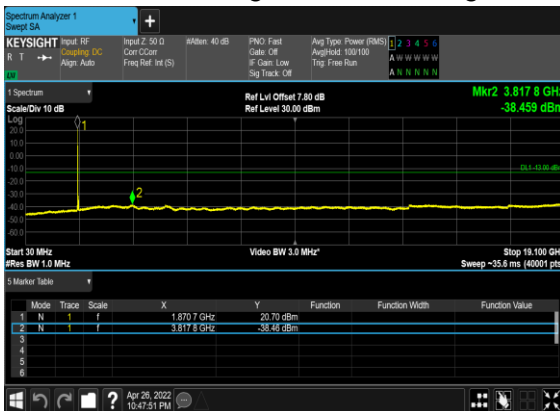 Spectrum Analyzer 1
Swept SA
KEYSIGHT
R T
LV
Input: RF
Coupling: DC
Align: Auto
Input Z: 50 Ω
Corr CCorr
Freq Ref: Int (S)
#Atten: 40 dB
PNO: Fast
Gate: Off
IF Gain: Low
Sig Track: Off
Avg Type: Power (RMS)
Avg|Hold: 100/100
Trig: Free Run
1 2 3 4 5 6
A W W W W W
A N N N N N
1 Spectrum
Scale/Div 10 dB
Ref Lvl Offset 7.80 dB
Ref Level 30.00 dBm
Mkr2 3.817 8 GHz
-38.459 dBm
Log
20.0
10.0
0.00
-10.0
-20.0
-30.0
-40.0
-50.0
-60.0
1
2
DL1 -13.00 dBm
Start 30 MHz
#Res BW 1.0 MHz
Video BW 3.0 MHz*
Stop 19.100 GHz
Sweep ~35.6 ms (40001 pts)
5 Marker Table
Mode Trace Scale X Y Function Function Width Function Value
1 N 1 f 1.870 7 GHz 20.70 dBm
2 N 1 f 3.817 8 GHz -38.46 dBm
3
4
5
6
?
Apr 26, 2022
10:47:51 PM